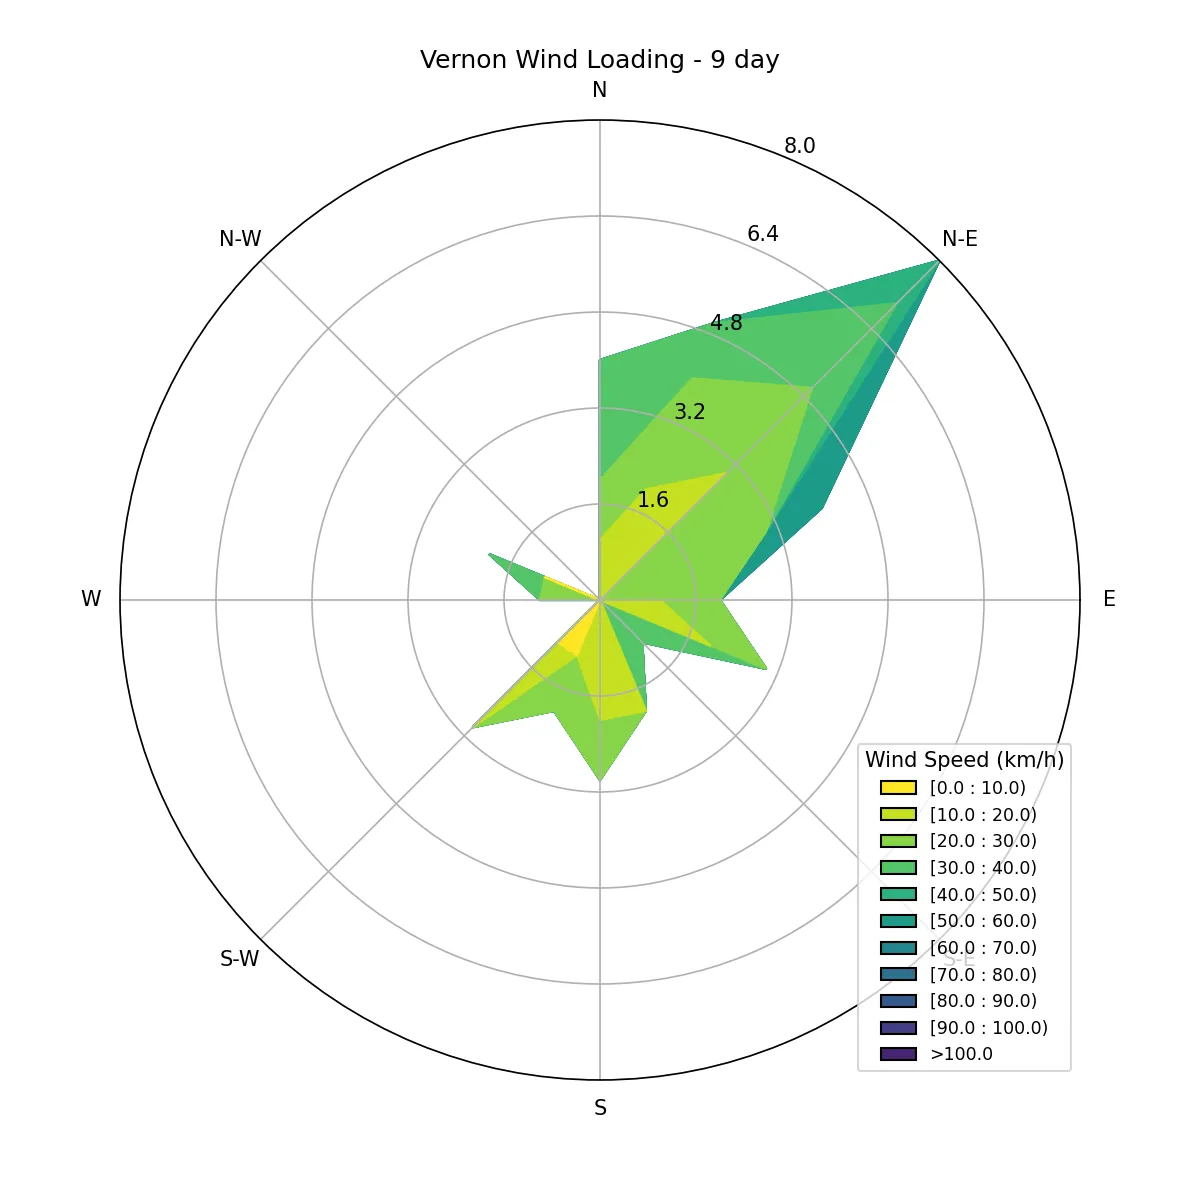 Vernon Wind Loading - 9 day
N
8.0
N-W
6.4
N-E
4.8
3.2
1.6
W
E
Wind Speed (km/h)
[0.0 : 10.0)
[10.0 : 20.0)
[20.0 : 30.0)
[30.0 : 40.0)
[40.0 : 50.0)
[50.0 : 60.0)
[60.0 : 70.0)
[70.0 : 80.0)
[80.0 : 90.0)
[90.0 : 100.0)
>100.0
S-W
S-E
S